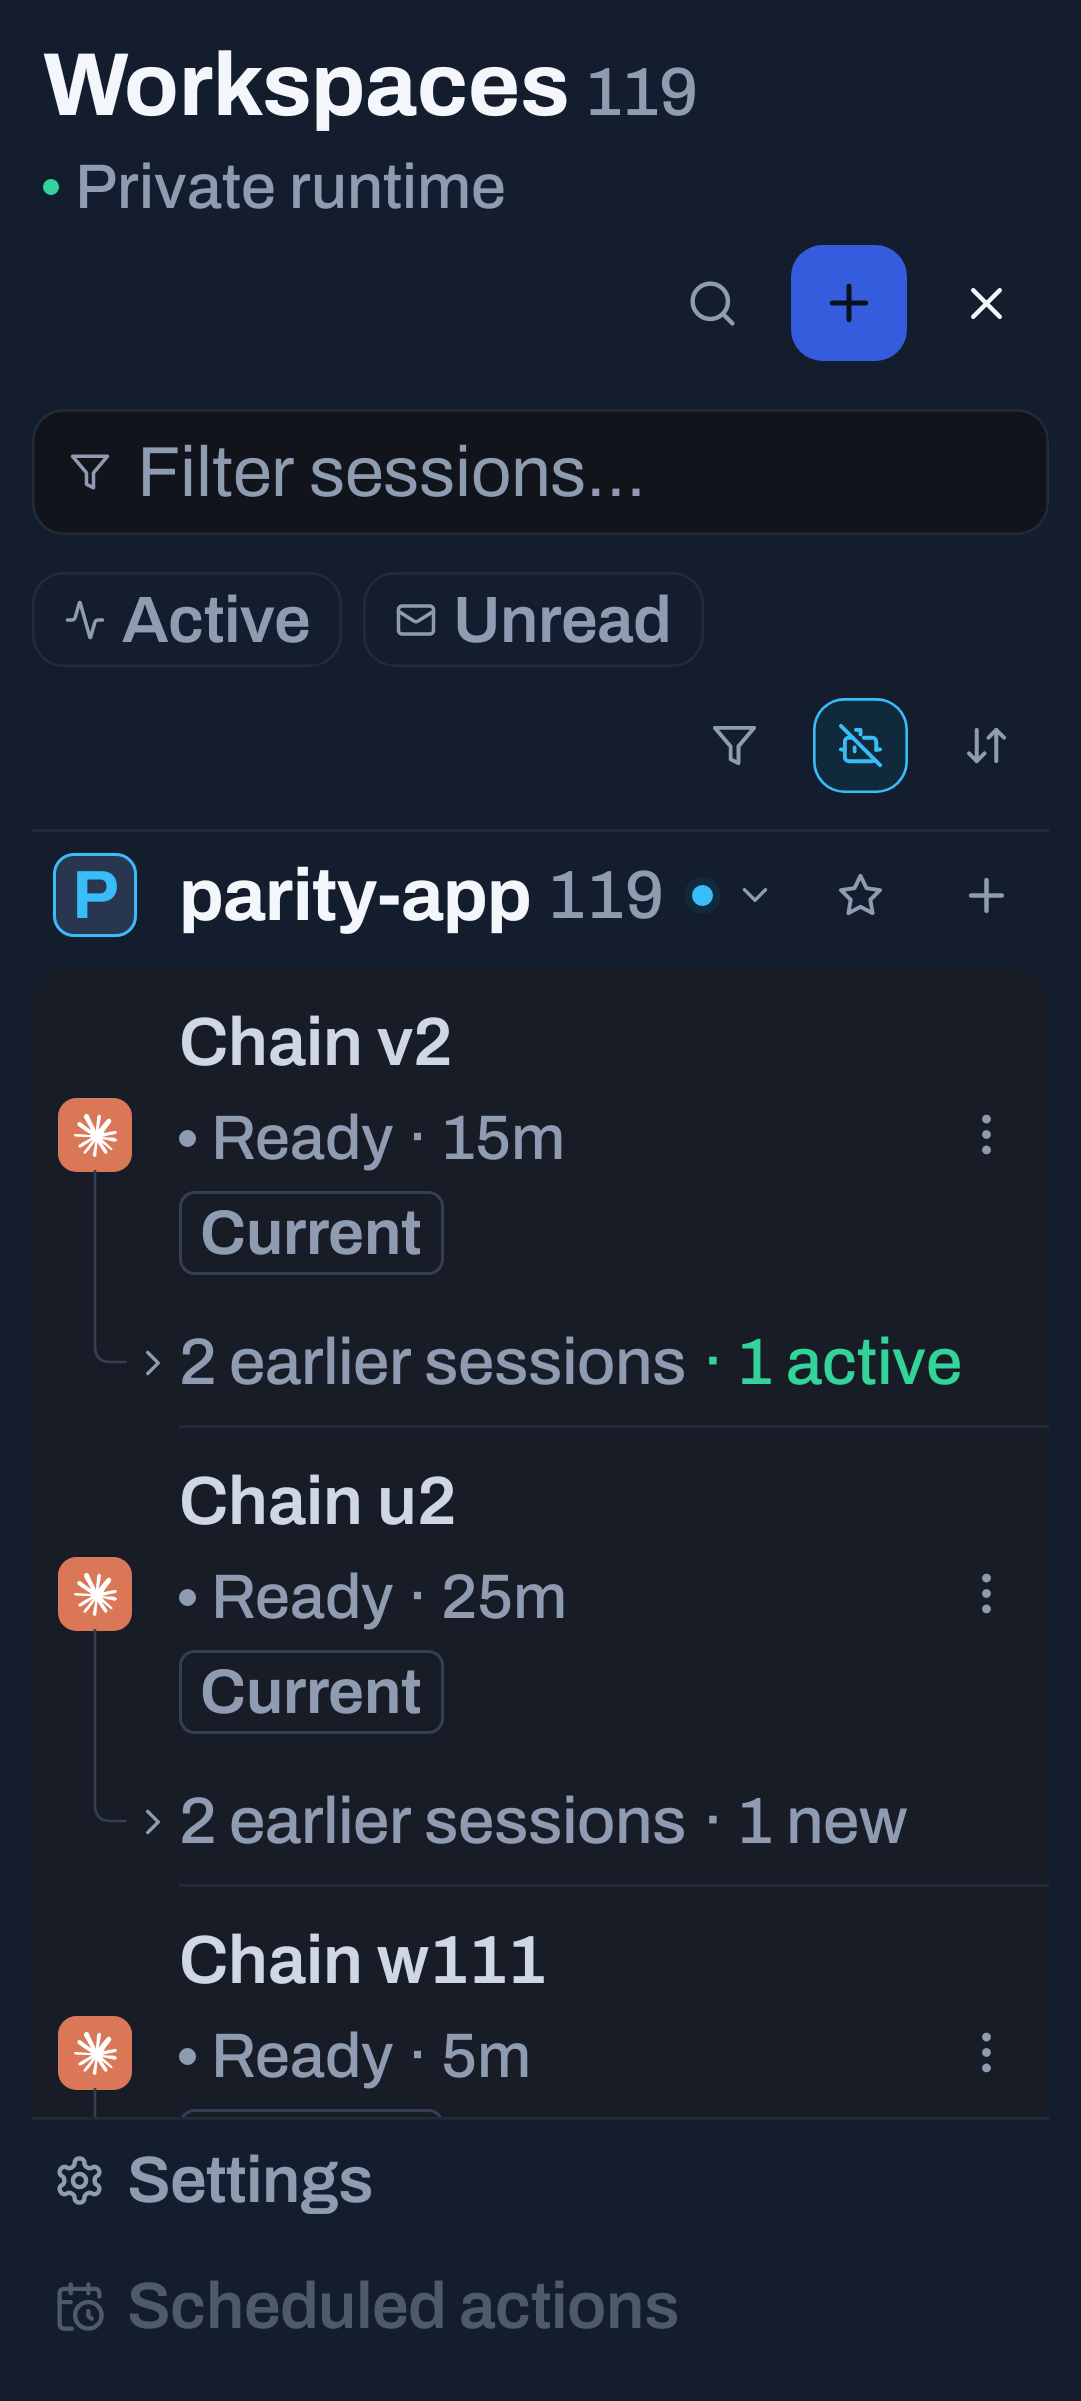 Workspaces 119
• Private runtime
Filter sessions...
Active
Unread
P parity-app 119
Chain v2
• Ready · 15m
Current
2 earlier sessions · 1 active
Chain u2
• Ready · 25m
Current
2 earlier sessions · 1 new
Chain w111
• Ready · 5m
Settings
Scheduled actions